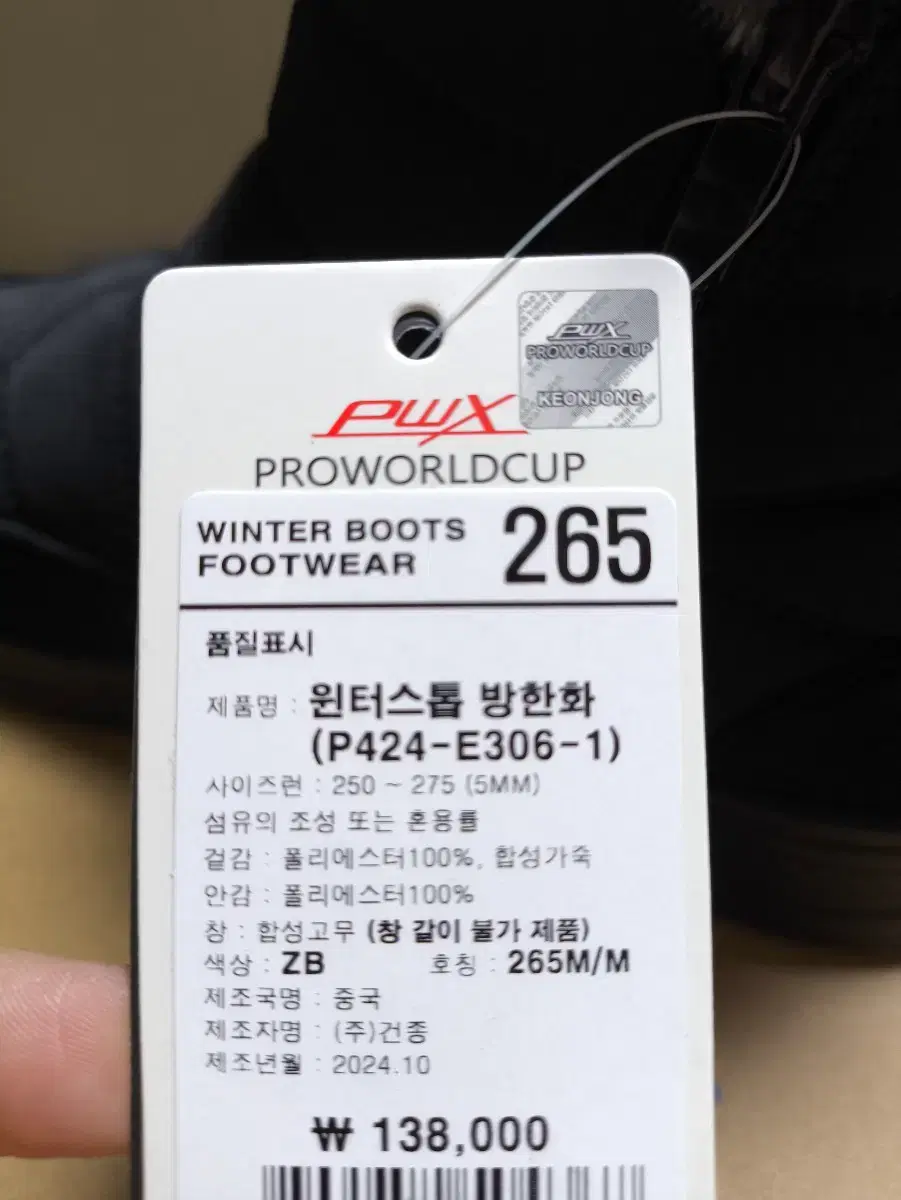 PWX
PROWORLDCUP
KEONJONG
PWX
PROWORLDCUP
WINTER BOOTS
FOOTWEAR
265
품질표시
제품명 : 윈터스톱 방한화
(P424-E306-1)
사이즈런 : 250 ~ 275 (5MM)
섬유의 조성 또는 혼용률
겉감 : 폴리에스터100%, 합성가죽
안감 : 폴리에스터100%
창 : 합성고무 (창 갈이 불가 제품)
색상 : ZB 호칭 : 265M/M
제조국명 : 중국
제조자명 : (주)건종
제조년월 : 2024.10
₩ 138,000